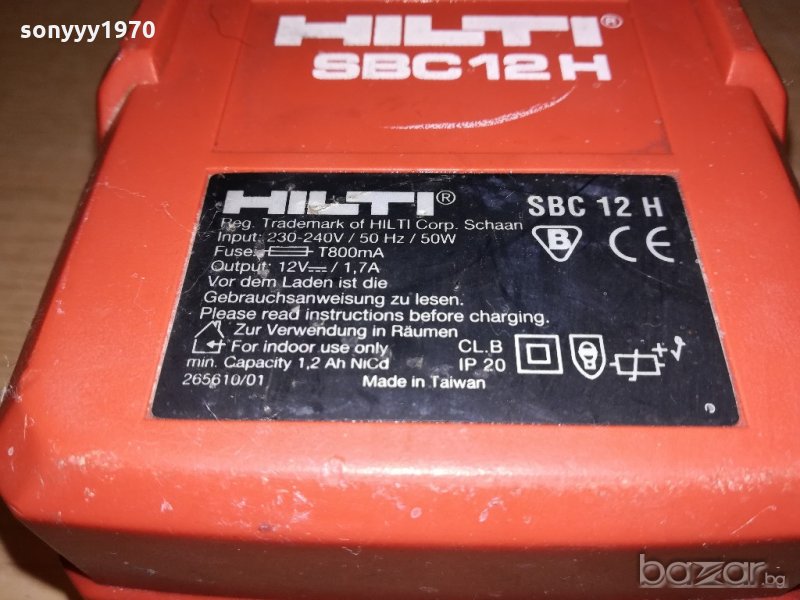 sonyyy1970
HILTI®
SBC12H
HILTI® SBC 12 H
Reg. Trademark of HILTI Corp. Schaan
Input: 230-240V / 50 Hz / 50W
Fuse: T800mA
Output: 12V⎓ / 1,7A
Vor dem Laden ist die
Gebrauchsanweisung zu lesen.
Please read instructions before charging.
Zur Verwendung in Räumen
For indoor use only CL.B
min. Capacity 1,2 Ah NiCd IP 20
265610/01 Made in Taiwan
B CE
+ϑ
bazar.bg